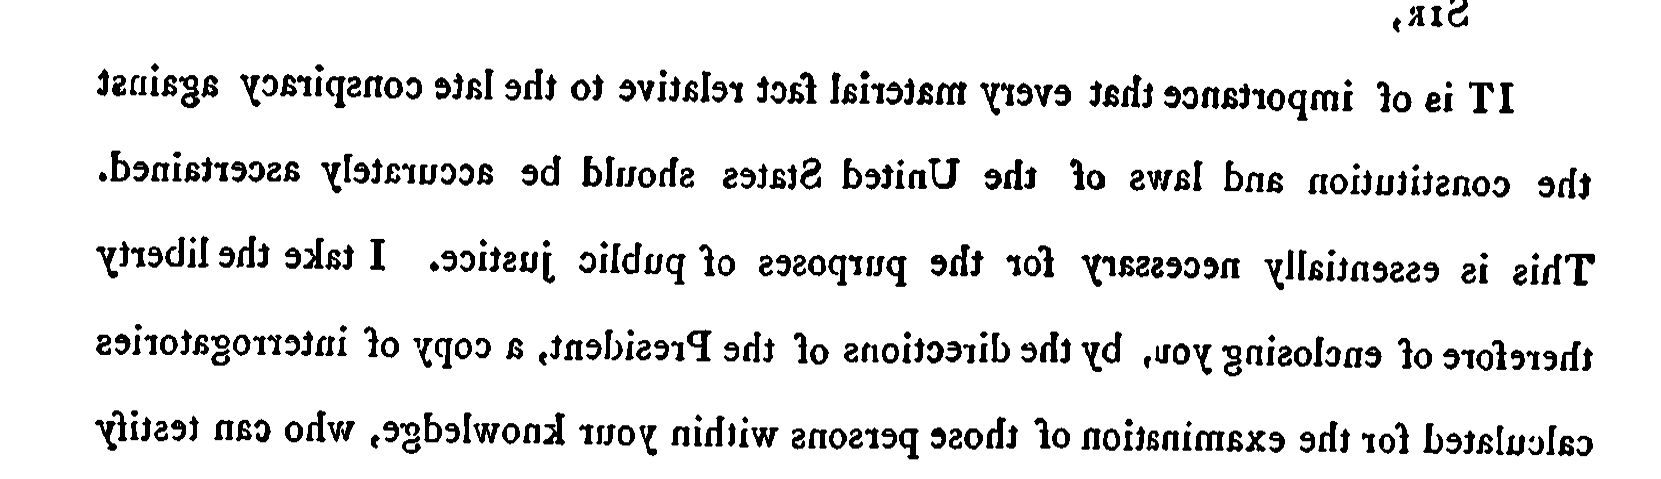 SIR,
IT is of importance that every material fact relative to the late conspiracy against
the constitution and laws of the United States should be accurately ascertained.
This is essentially necessary for the purposes of public justice. I take the liberty
therefore of enclosing you, by the directions of the President, a copy of interrogatories
calculated for the examination of those persons within your knowledge, who can testify